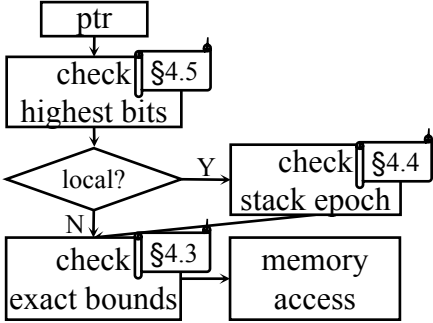 ptr
check §4.5
highest bits
local?
Y
check §4.4
stack epoch
N
check §4.3
exact bounds
memory
access